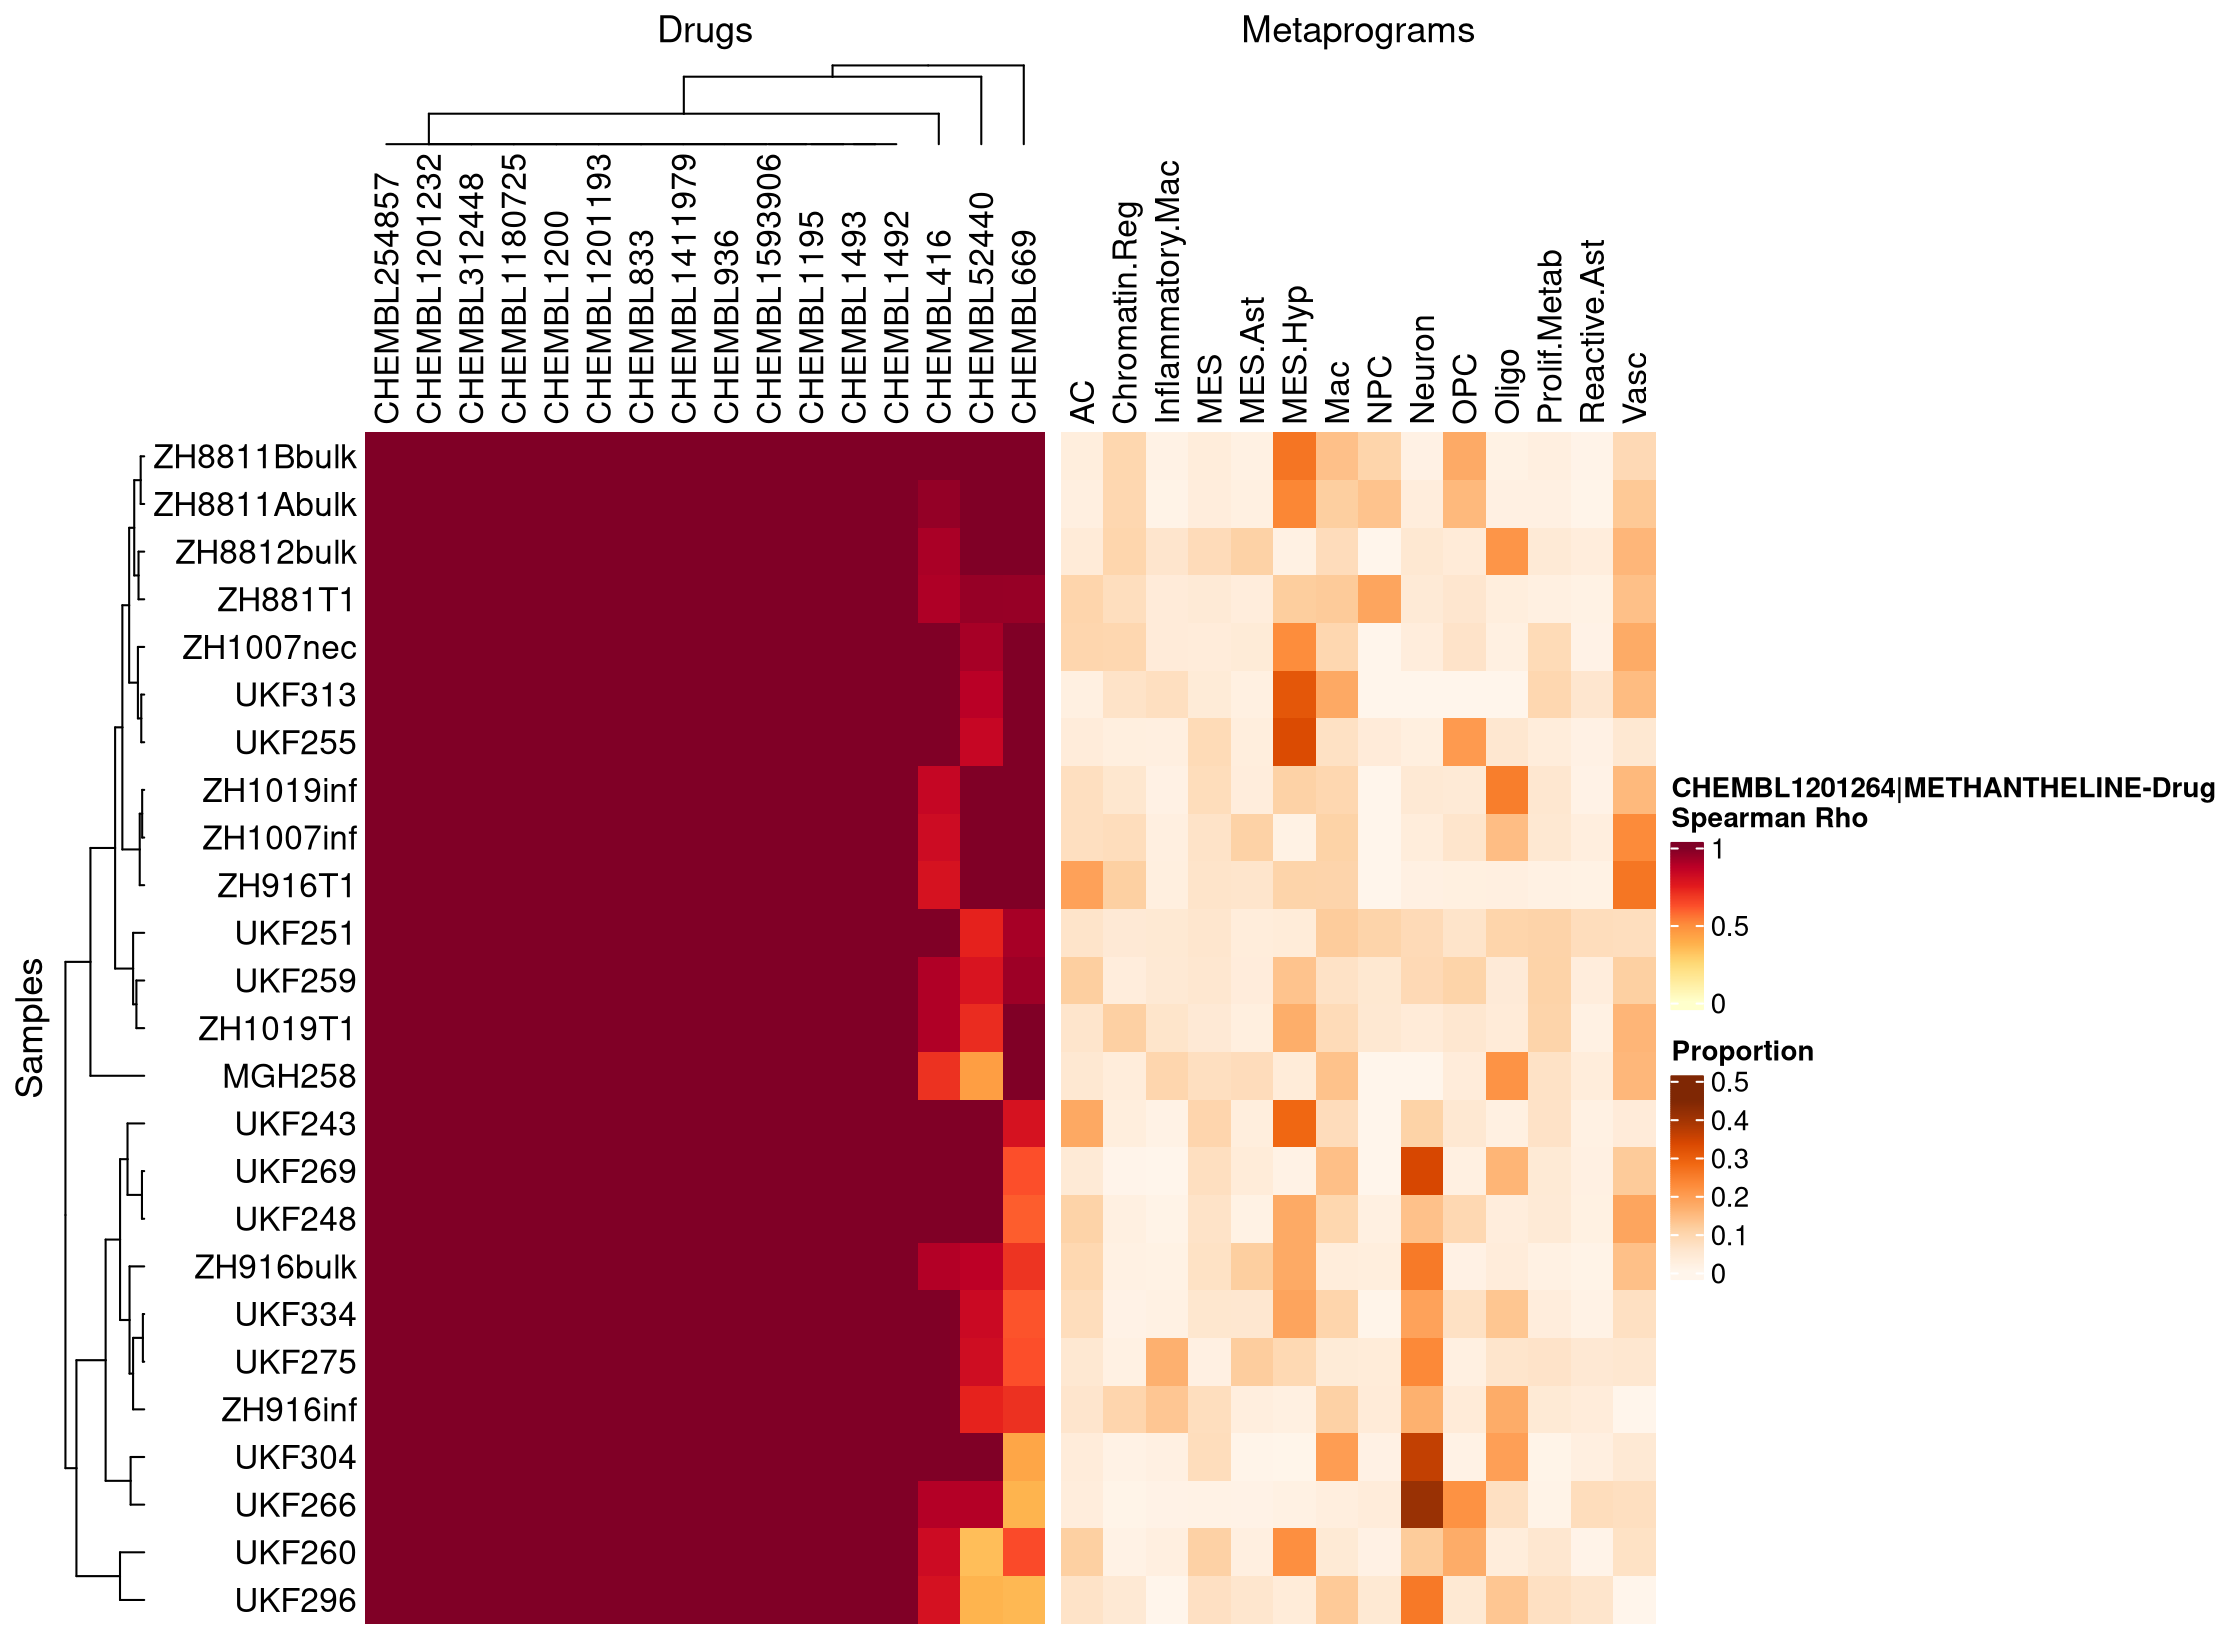 Drugs
Metaprograms
CHEMBL254857
CHEMBL1201232
CHEMBL312448
CHEMBL11807725
CHEMBL1200
CHEMBL1201193
CHEMBL833
CHEMBL1411979
CHEMBL936
CHEMBL1593906
CHEMBL1195
CHEMBL1493
CHEMBL1492
CHEMBL416
CHEMBL52440
CHEMBL669
AC
Chromatin.Reg
Inflammatory.Mac
MES
MES.Ast
MES.Hyp
Mac
NPC
Neuron
OPC
Oligo
Prolif.Metab
Reactive.Ast
Vasc
Samples
ZH8811Bbulk
ZH8811Abulk
ZH8812bulk
ZH881T1
ZH1007nec
UKF313
UKF255
ZH1019inf
ZH1007inf
ZH916T1
UKF251
UKF259
ZH1019T1
MGH258
UKF243
UKF269
UKF248
ZH916bulk
UKF334
UKF275
ZH916inf
UKF304
UKF266
UKF260
UKF296
CHEMBL1201264|METHANTHELINE-Drug
Spearman Rho
1
0.5
0
Proportion
0.5
0.4
0.3
0.2
0.1
0